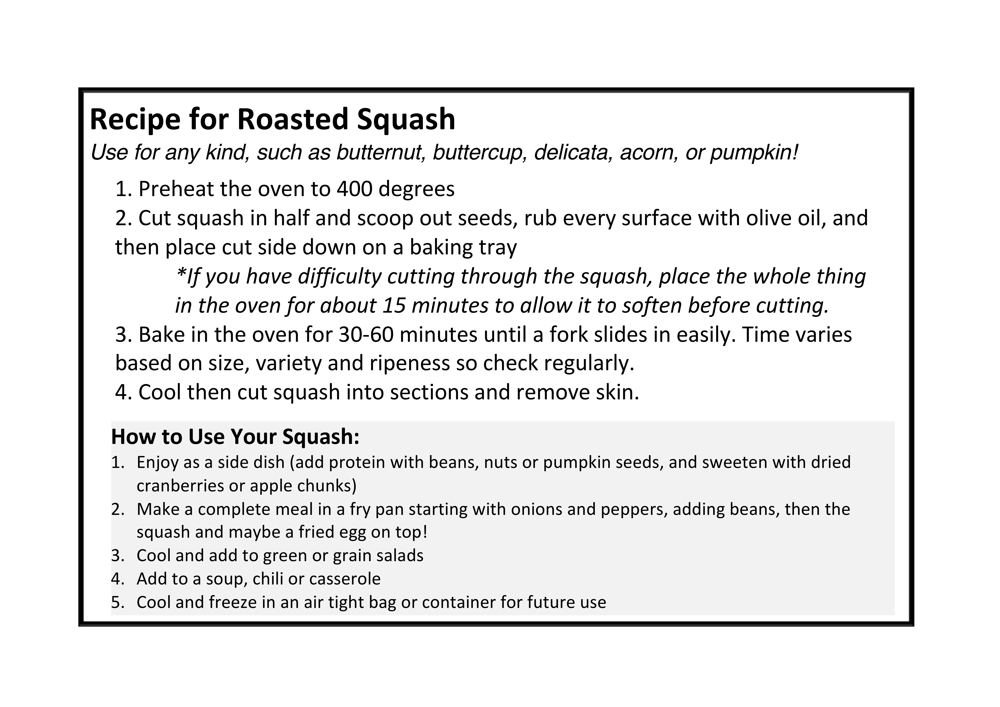 Recipe for Roasted Squash
Use for any kind, such as butternut, buttercup, delicata, acorn, or pumpkin!
1. Preheat the oven to 400 degrees
2. Cut squash in half and scoop out seeds, rub every surface with olive oil, and
then place cut side down on a baking tray
*If you have difficulty cutting through the squash, place the whole thing
in the oven for about 15 minutes to allow it to soften before cutting.
3. Bake in the oven for 30-60 minutes until a fork slides in easily. Time varies
based on size, variety and ripeness so check regularly.
4. Cool then cut squash into sections and remove skin.
How to Use Your Squash:
1. Enjoy as a side dish (add protein with beans, nuts or pumpkin seeds, and sweeten with dried
cranberries or apple chunks)
2. Make a complete meal in a fry pan starting with onions and peppers, adding beans, then the
squash and maybe a fried egg on top!
3. Cool and add to green or grain salads
4. Add to a soup, chili or casserole
5. Cool and freeze in an air tight bag or container for future use